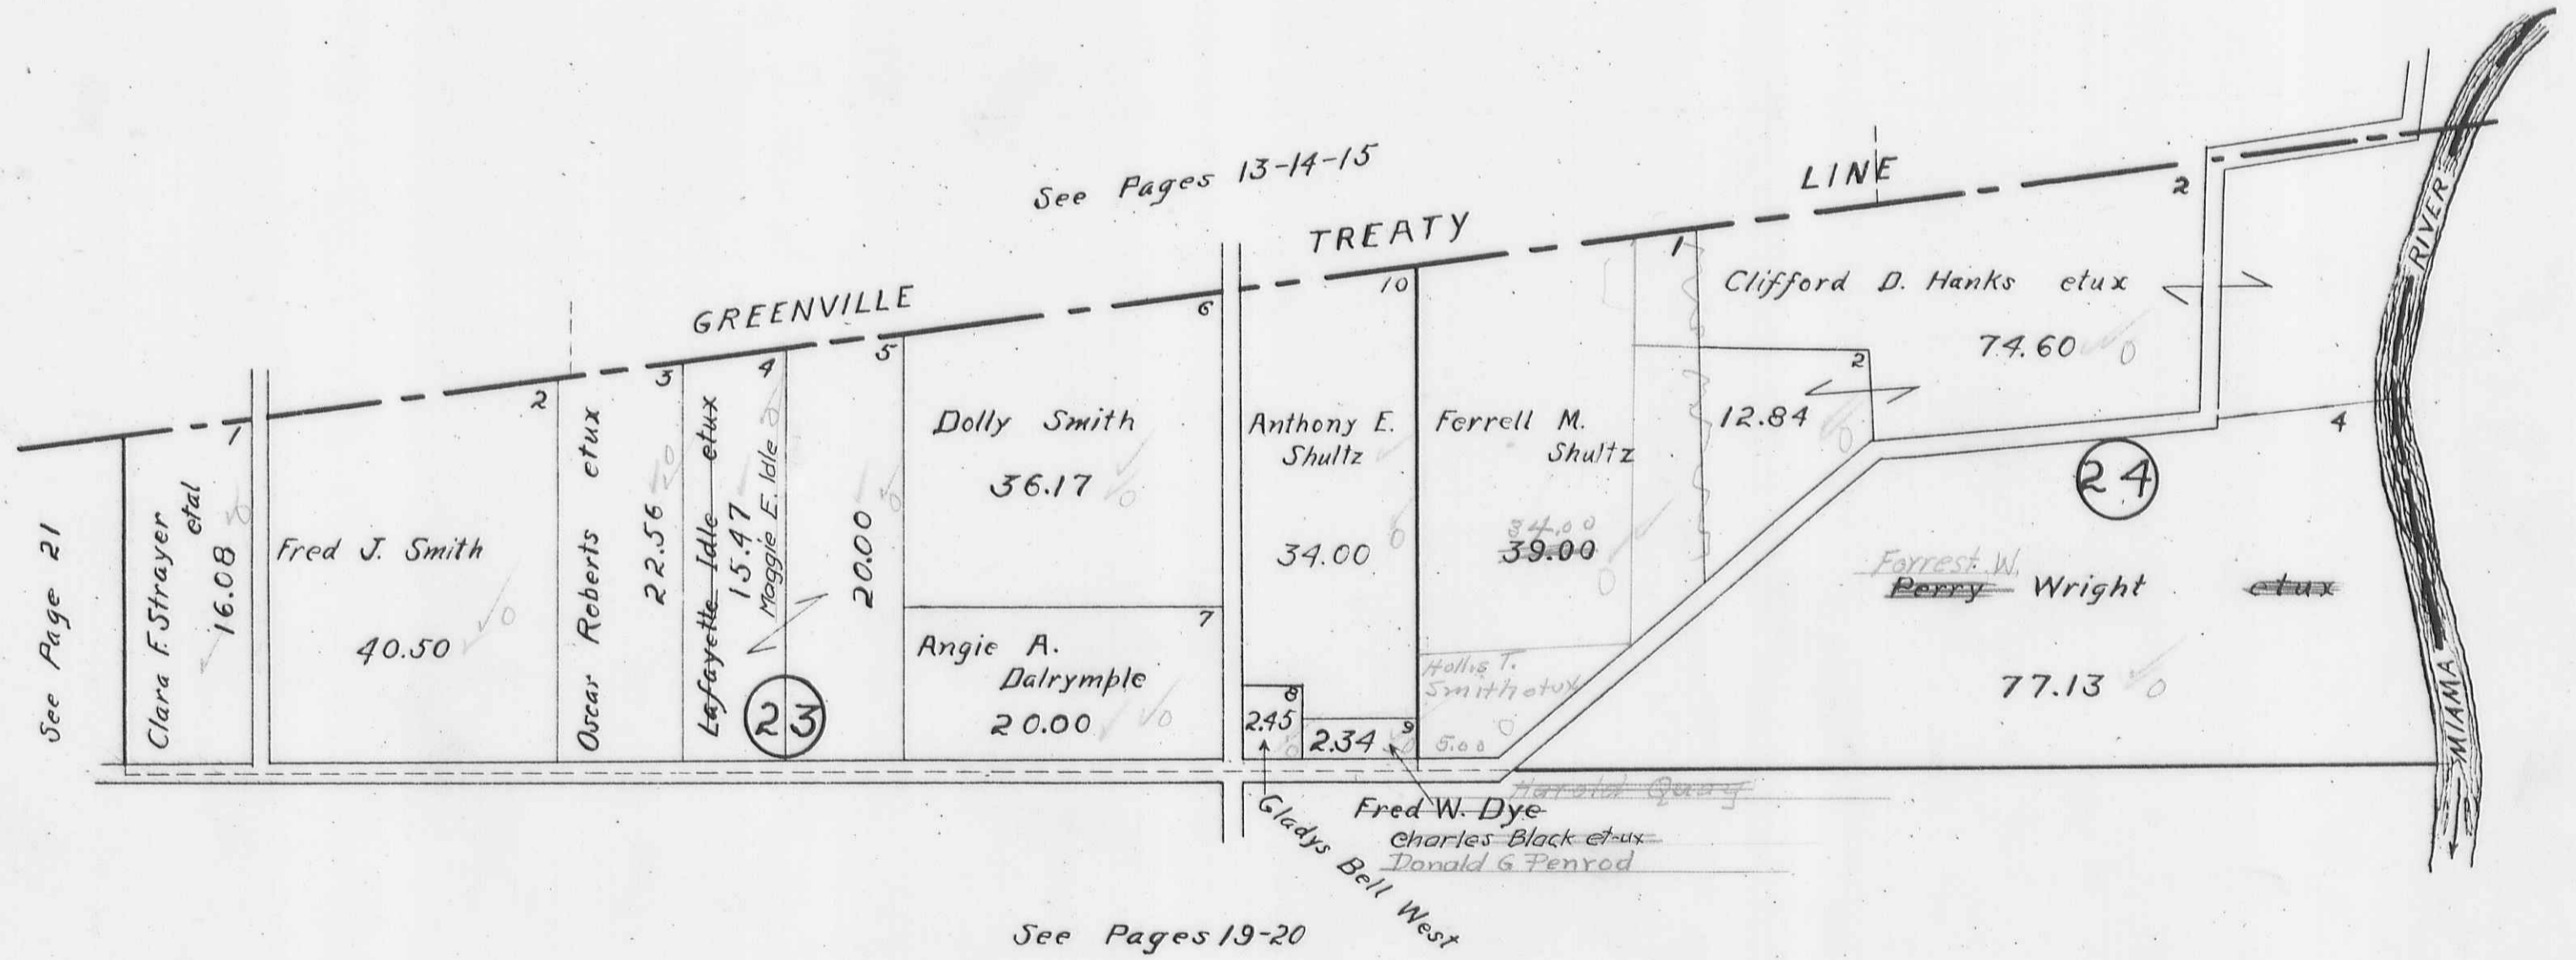 See Pages 13-14-15
GREENVILLE TREATY LINE
See Page 21
1
Clara F. Strayer
etal
16.08
2
Fred J. Smith
40.50
3
Oscar Roberts etux
22.56
4
Lafayette Idle etux
15.47
Maggie E. Idle
5
20.00
23
6
Dolly Smith
36.17
7
Angie A.
Dalrymple
20.00
10
Anthony E.
Shultz
34.00
8
2.45
9
2.34
1
Ferrell M.
Shultz
34.00
39.00
Hollis T.
Smith etux
5.00
2
Clifford D. Hanks etux
74.60
2
12.84
4
24
Forrest W.
Perry Wright etux
77.13
MIAMA RIVER
Harold Quay
Fred W. Dye
Charles Black et-ux
Donald G Penrod
Gladys Bell West
See Pages 19-20